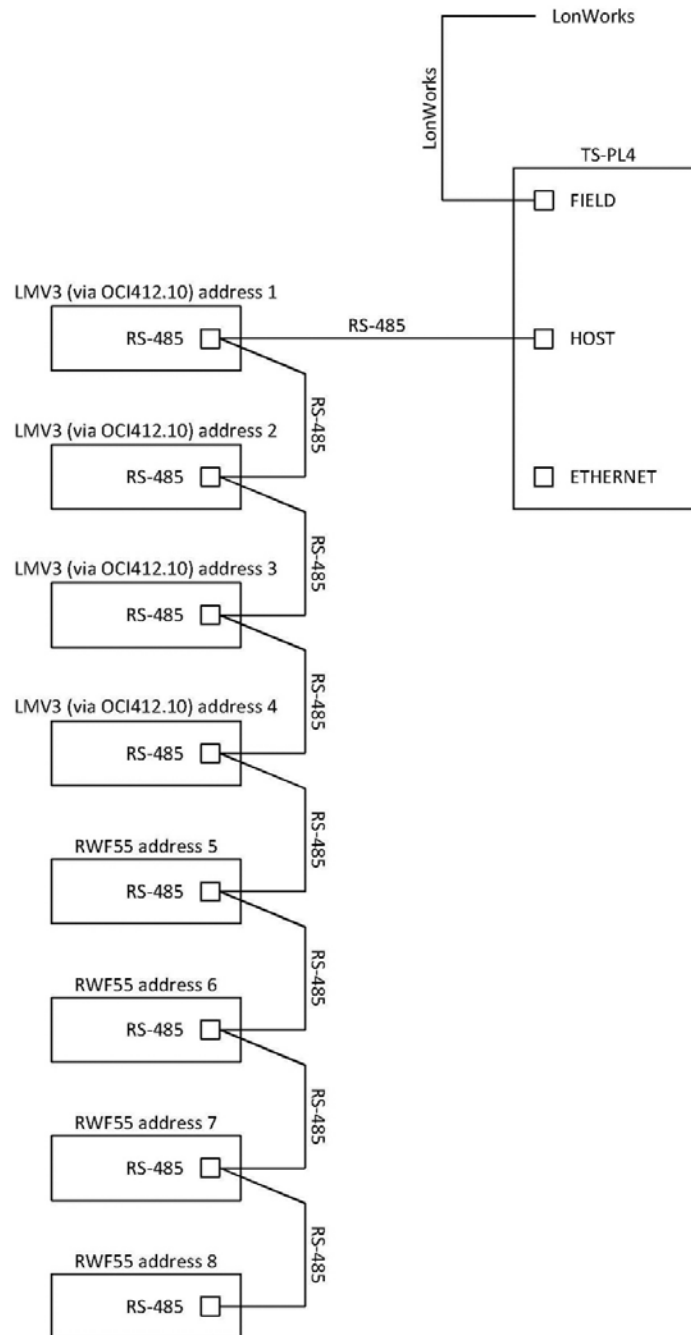 LonWorks
LonWorks
TS-PL4
FIELD
LMV3 (via OCI412.10) address 1
RS-485
RS-485
HOST
RS-485
LMV3 (via OCI412.10) address 2
RS-485
ETHERNET
RS-485
LMV3 (via OCI412.10) address 3
RS-485
RS-485
LMV3 (via OCI412.10) address 4
RS-485
RS-485
RWF55 address 5
RS-485
RS-485
RWF55 address 6
RS-485
RS-485
RWF55 address 7
RS-485
RS-485
RWF55 address 8
RS-485